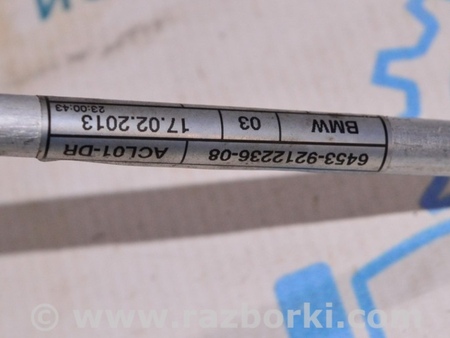 6453-9212236-08 ACL01-DR
BMW 03 17.02.2013 23:00:43
© www.razborki.com